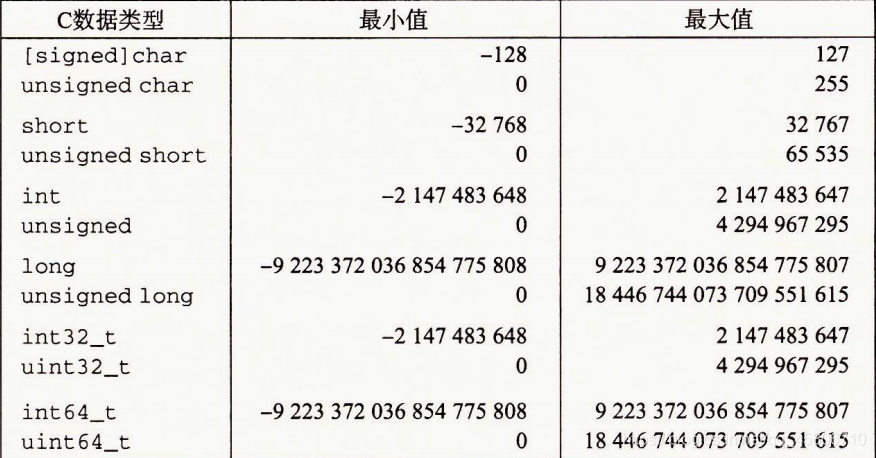 C数据类型 最小值 最大值
[signed]char −128 127
unsigned char 0 255
short −32 768 32 767
unsigned short 0 65 535
int −2 147 483 648 2 147 483 647
unsigned 0 4 294 967 295
long −9 223 372 036 854 775 808 9 223 372 036 854 775 807
unsigned long 0 18 446 744 073 709 551 615
int32_t −2 147 483 648 2 147 483 647
uint32_t 0 4 294 967 295
int64_t −9 223 372 036 854 775 808 9 223 372 036 854 775 807
uint64_t 0 18 446 744 073 709 551 615